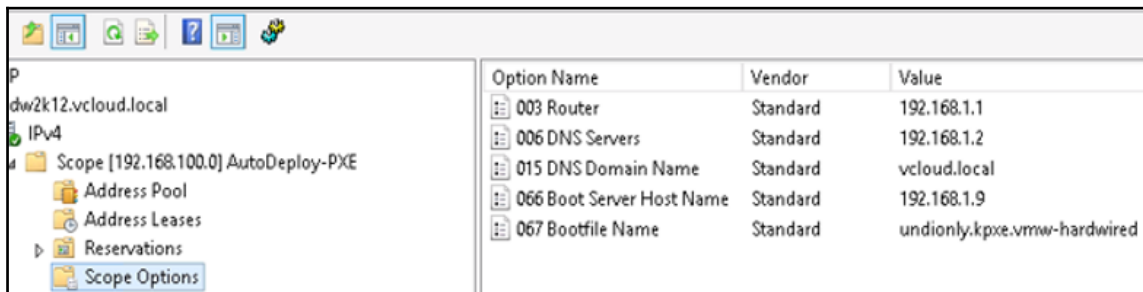 P
dw2k12.vcloud.local
IPv4
Scope [192.168.100.0] AutoDeploy-PXE
Address Pool
Address Leases
Reservations
Scope Options
Option Name Vendor Value
003 Router Standard 192.168.1.1
006 DNS Servers Standard 192.168.1.2
015 DNS Domain Name Standard vcloud.local
066 Boot Server Host Name Standard 192.168.1.9
067 Bootfile Name Standard undionly.kpxe.vmw-hardwired